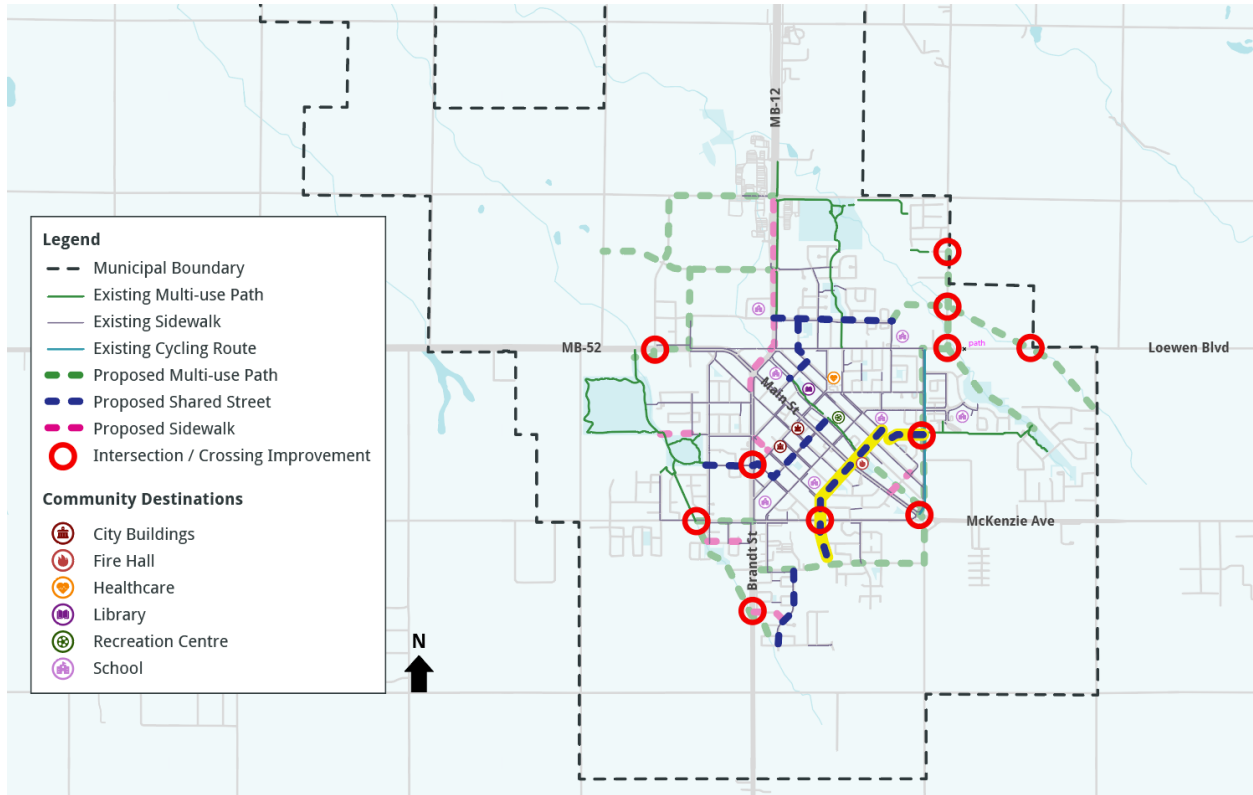 MB-12
Legend
Municipal Boundary
Existing Multi-use Path
Existing Sidewalk
Existing Cycling Route
Proposed Multi-use Path
Proposed Shared Street
Proposed Sidewalk
Intersection / Crossing Improvement
Community Destinations
City Buildings
Fire Hall
Healthcare
Library
Recreation Centre
School
MB-52
path
Loewen Blvd
Main St
McKenzie Ave
Brandt St
N